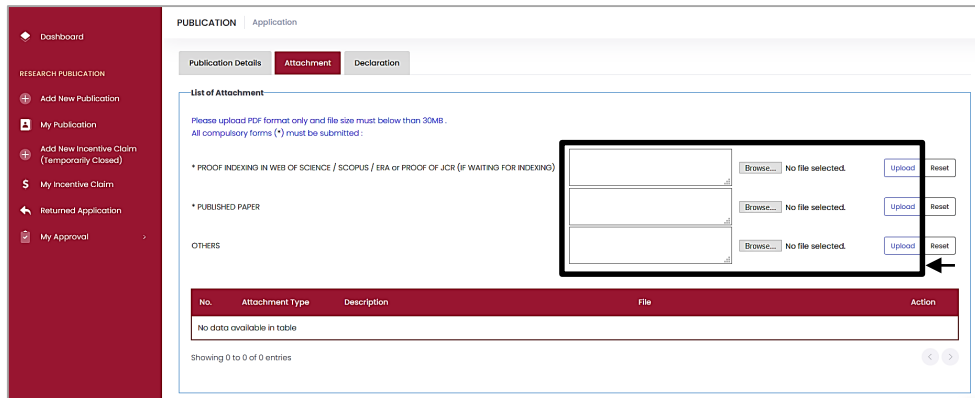 PUBLICATION Application
Dashboard
Publication Details Attachment Declaration
RESEARCH PUBLICATION
List of Attachment
Add New Publication
Please upload PDF format only and file size must below than 30MB .
My Publication
All compulsory forms (*) must be submitted :
Add New Incentive Claim
(Temporarily Closed)
* PROOF INDEXING IN WEB OF SCIENCE / SCOPUS / ERA or PROOF OF JCR (IF WAITING FOR INDEXING) Browse... No file selected. Upload Reset
My Incentive Claim
Returned Application
* PUBLISHED PAPER Browse... No file selected. Upload Reset
My Approval
OTHERS Browse... No file selected. Upload Reset
No. Attachment Type Description File Action
No data available in table
Showing 0 to 0 of 0 entries